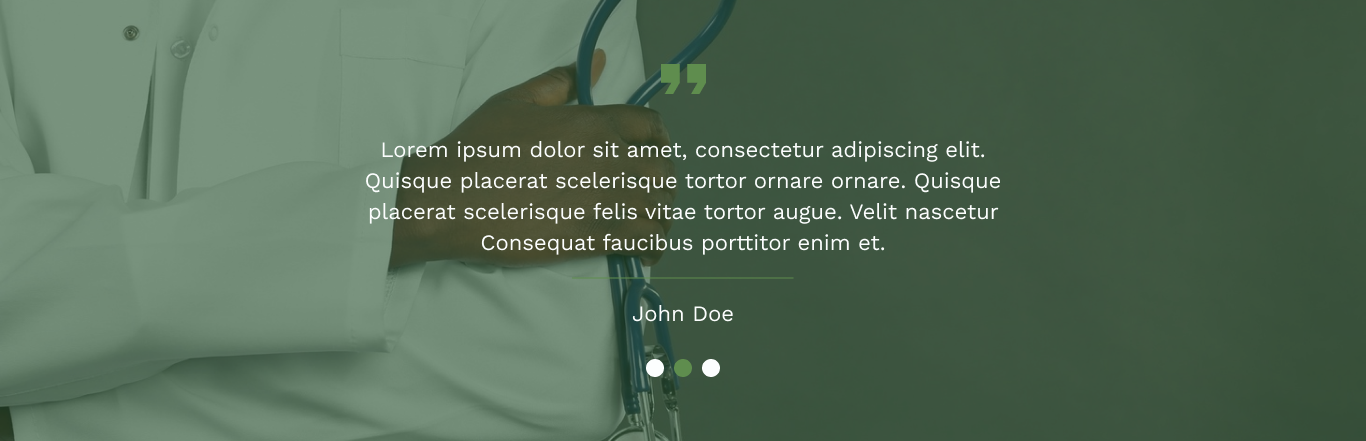 ”
Lorem ipsum dolor sit amet, consectetur adipiscing elit.
Quisque placerat scelerisque tortor ornare ornare. Quisque
placerat scelerisque felis vitae tortor augue. Velit nascetur
Consequat faucibus porttitor enim et.
John Doe